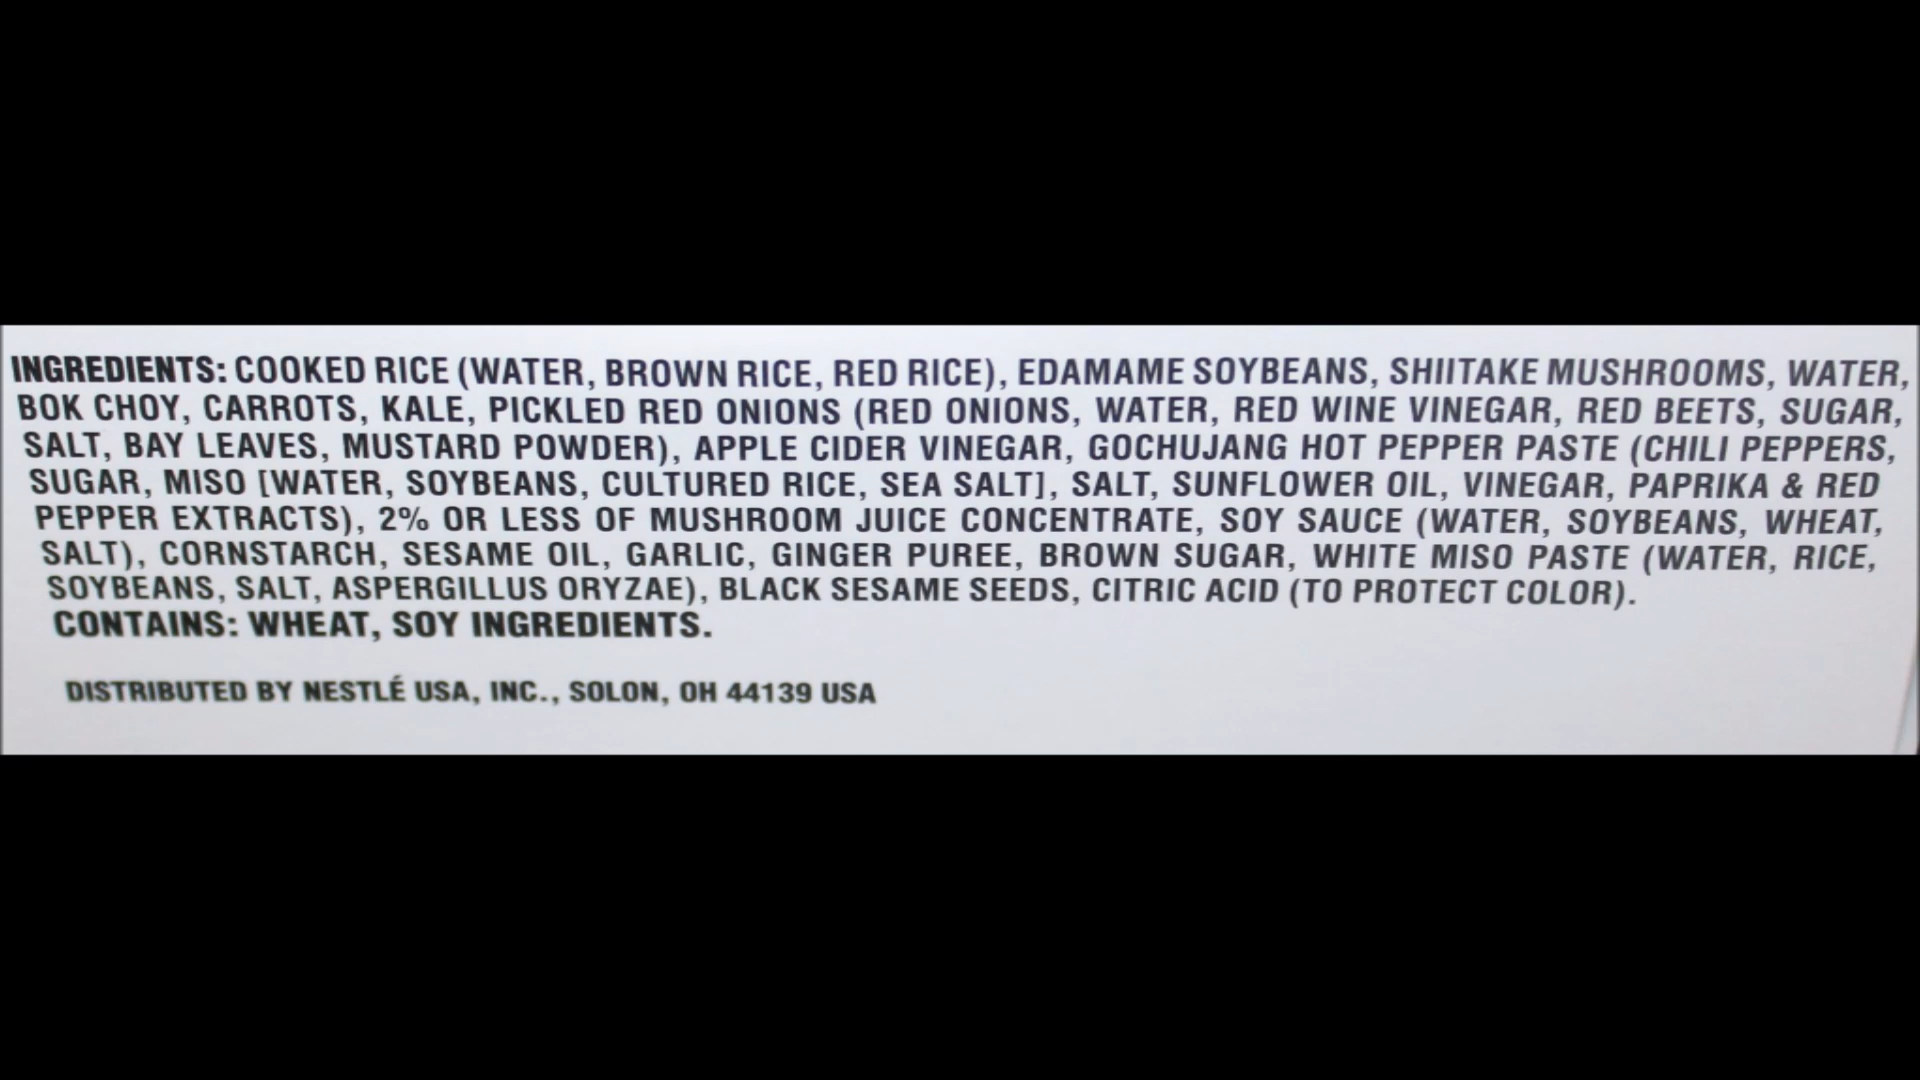 INGREDIENTS: COOKED RICE (WATER, BROWN RICE, RED RICE), EDAMAME SOYBEANS, SHIITAKE MUSHROOMS, WATER,
BOK CHOY, CARROTS, KALE, PICKLED RED ONIONS (RED ONIONS, WATER, RED WINE VINEGAR, RED BEETS, SUGAR,
SALT, BAY LEAVES, MUSTARD POWDER), APPLE CIDER VINEGAR, GOCHUJANG HOT PEPPER PASTE (CHILI PEPPERS,
SUGAR, MISO [WATER, SOYBEANS, CULTURED RICE, SEA SALT], SALT, SUNFLOWER OIL, VINEGAR, PAPRIKA & RED
PEPPER EXTRACTS), 2% OR LESS OF MUSHROOM JUICE CONCENTRATE, SOY SAUCE (WATER, SOYBEANS, WHEAT,
SALT), CORNSTARCH, SESAME OIL, GARLIC, GINGER PUREE, BROWN SUGAR, WHITE MISO PASTE (WATER, RICE,
SOYBEANS, SALT, ASPERGILLUS ORYZAE), BLACK SESAME SEEDS, CITRIC ACID (TO PROTECT COLOR).
CONTAINS: WHEAT, SOY INGREDIENTS.
DISTRIBUTED BY NESTLÉ USA, INC., SOLON, OH 44139 USA